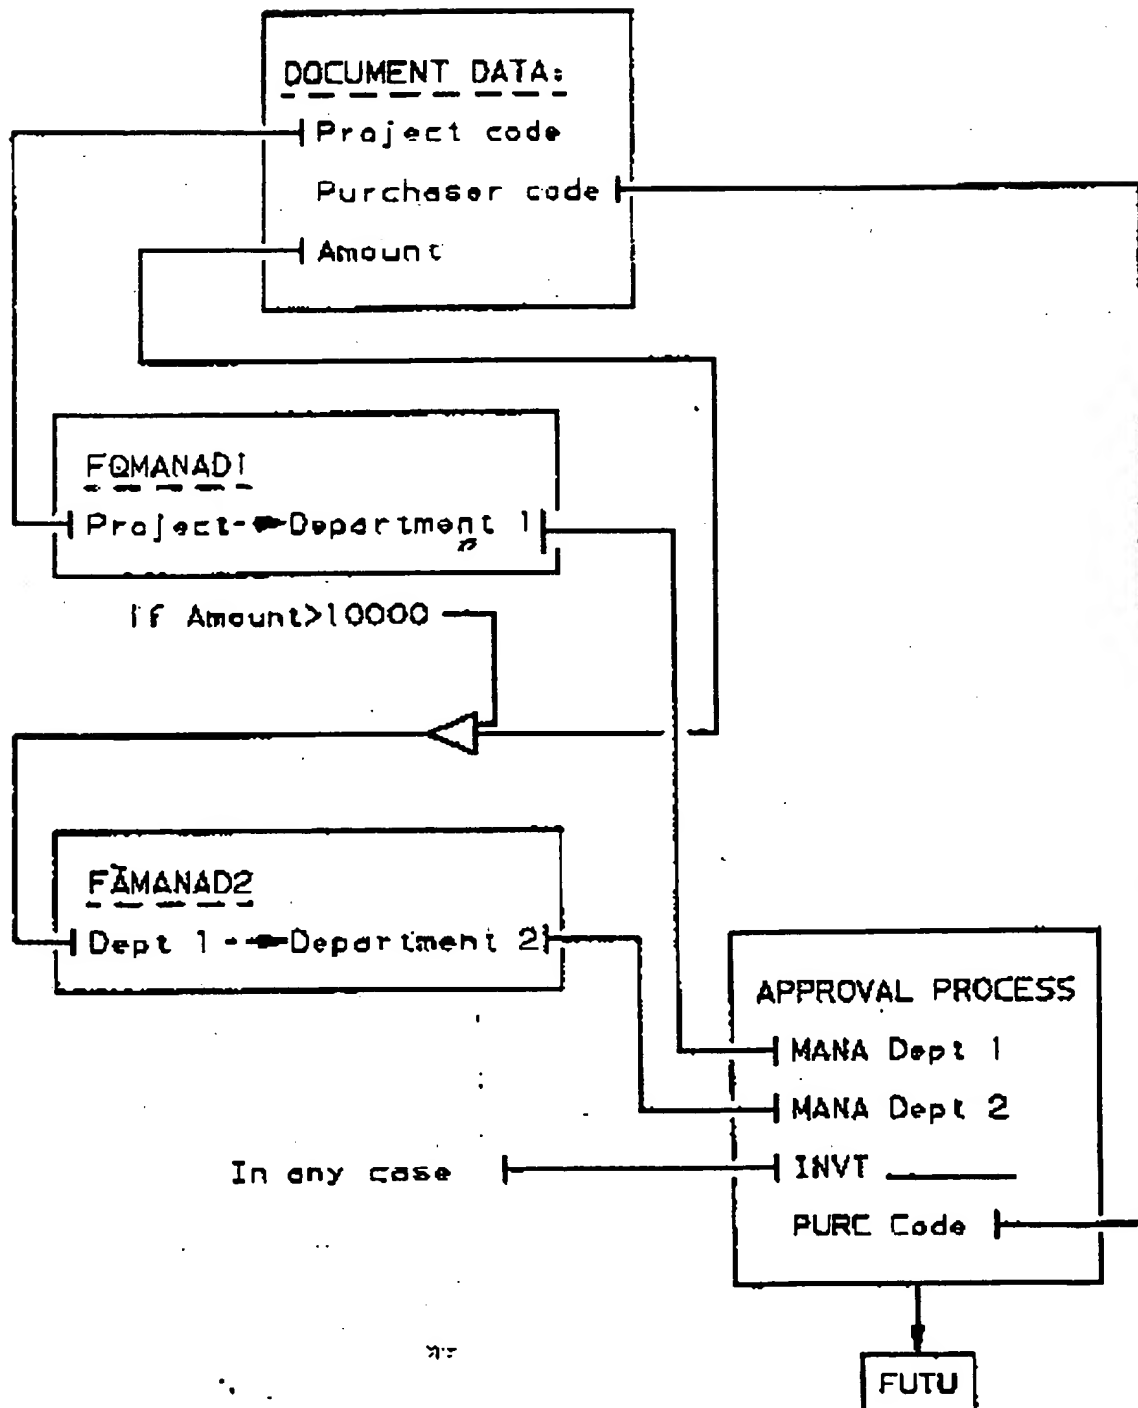 DOCUMENT DATA:
Project code
Purchaser code
Amount
FQMANAD1
Project Department 1
if Amount>10000
FAMANAD2
Dept 1 Department 2
APPROVAL PROCESS
MANA Dept 1
MANA Dept 2
In any case
INVT
PURC Code
FUTU